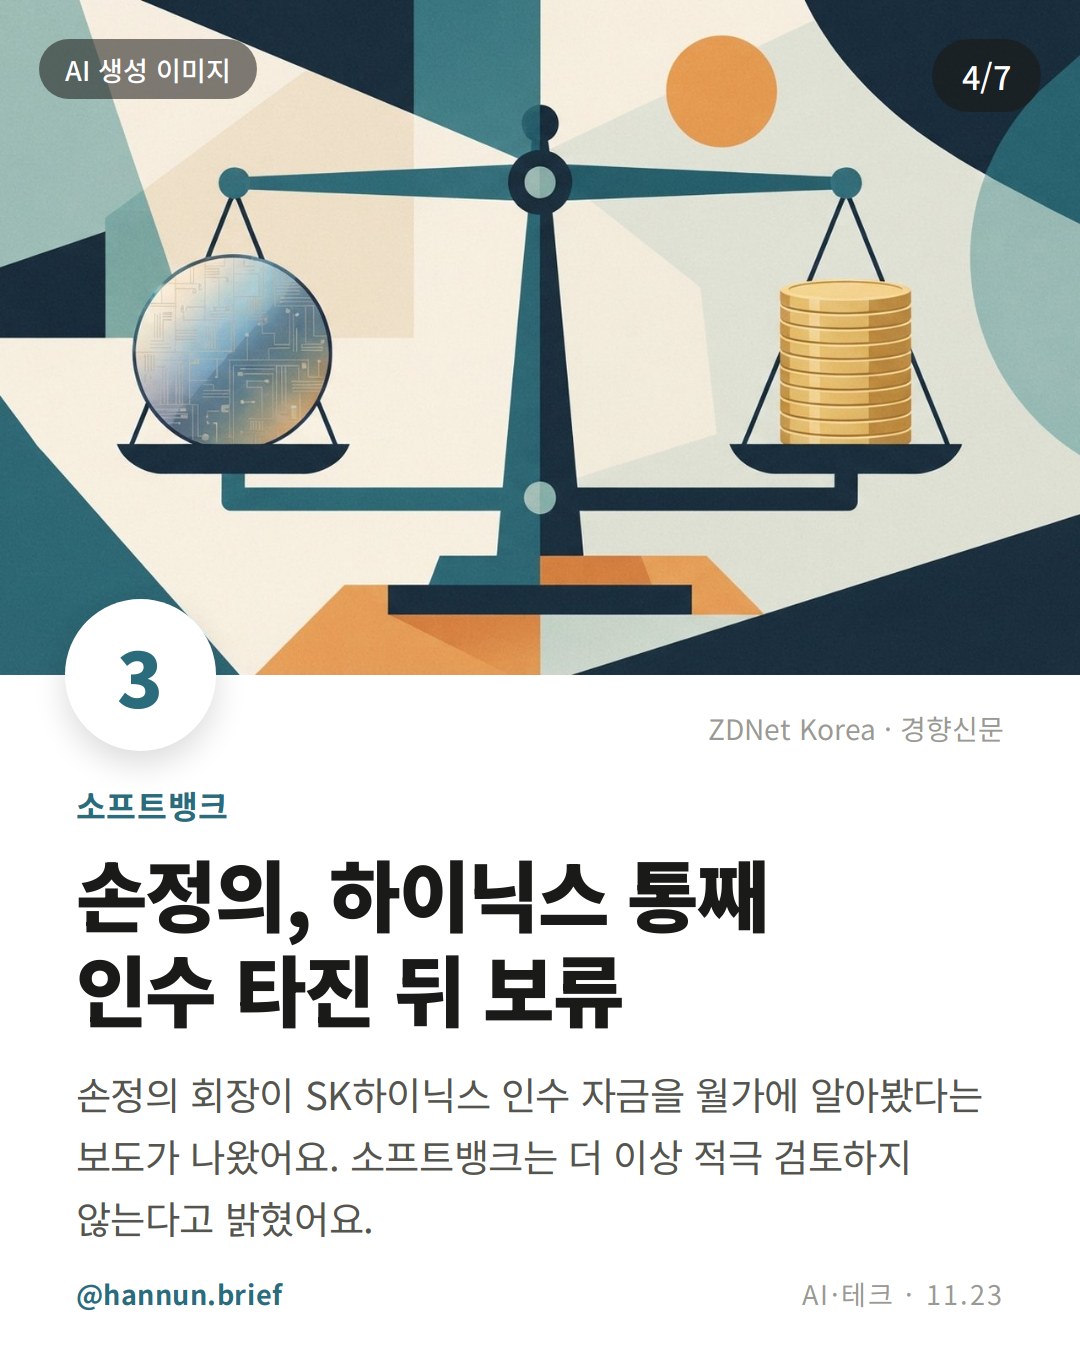 AI 생성 이미지
4/7
3
ZDNet Korea · 경향신문
소프트뱅크
손정의, 하이닉스 통째
인수 타진 뒤 보류
손정의 회장이 SK하이닉스 인수 자금을 월가에 알아봤다는
보도가 나왔어요. 소프트뱅크는 더 이상 적극 검토하지
않는다고 밝혔어요.
@hannun.brief
AI·테크 · 11.23